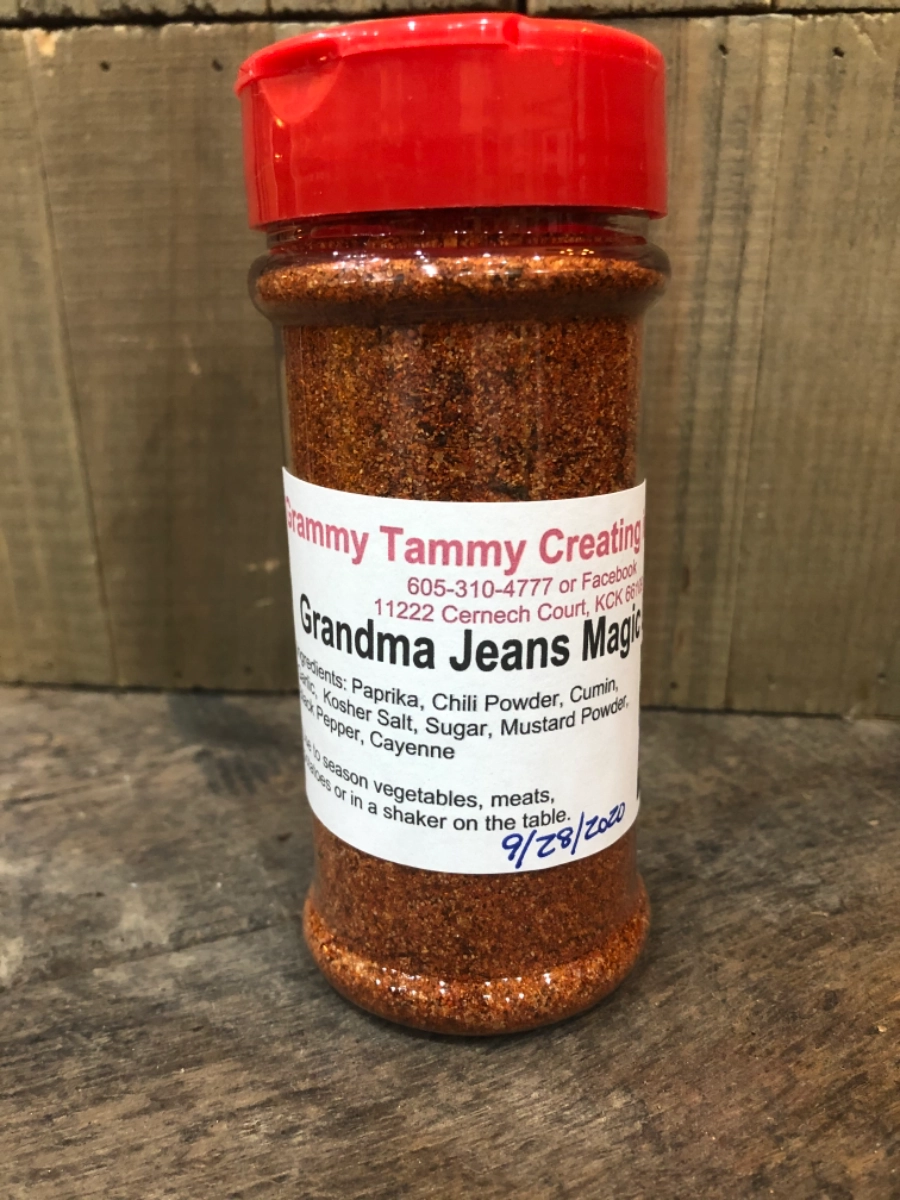 Grammy Tammy Creating
605-310-4777 or Facebook
11222 Cernech Court, KCK
Grandma Jeans Magic
Ingredients: Paprika, Chili Powder, Cumin,
Kosher Salt, Sugar, Mustard Powder,
Pepper, Cayenne
to season vegetables, meats,
or in a shaker on the table.
6/28/2020